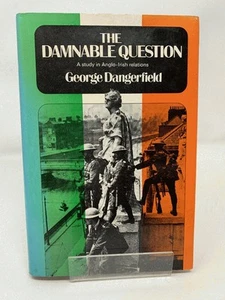 THE
DAMNABLE QUESTION
A study in Anglo-Irish relations
George Dangerfield